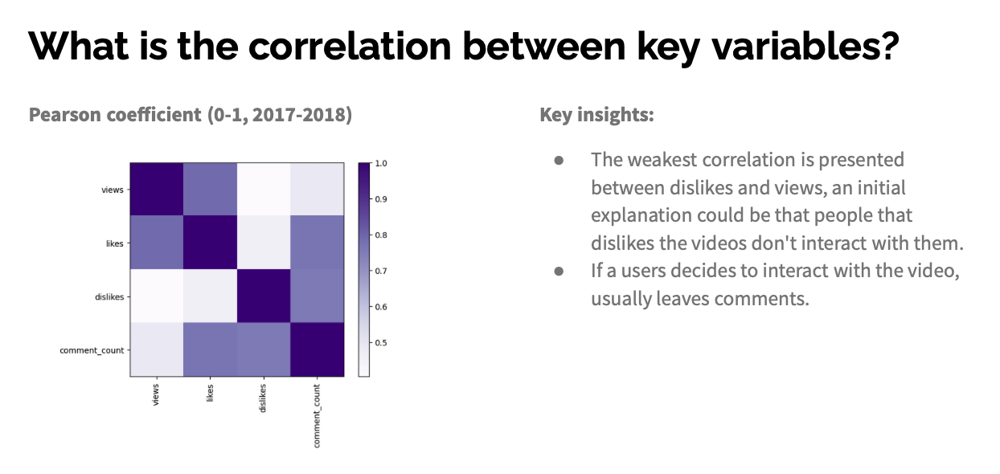 What is the correlation between key variables?
Pearson coefficient (0-1, 2017-2018)
views
likes
dislikes
comment_count
views
likes
dislikes
comment_count
1.0
0.9
0.8
0.7
0.6
0.5
Key insights:
● The weakest correlation is presented
between dislikes and views, an initial
explanation could be that people that
dislikes the videos don't interact with them.
● If a users decides to interact with the video,
usually leaves comments.